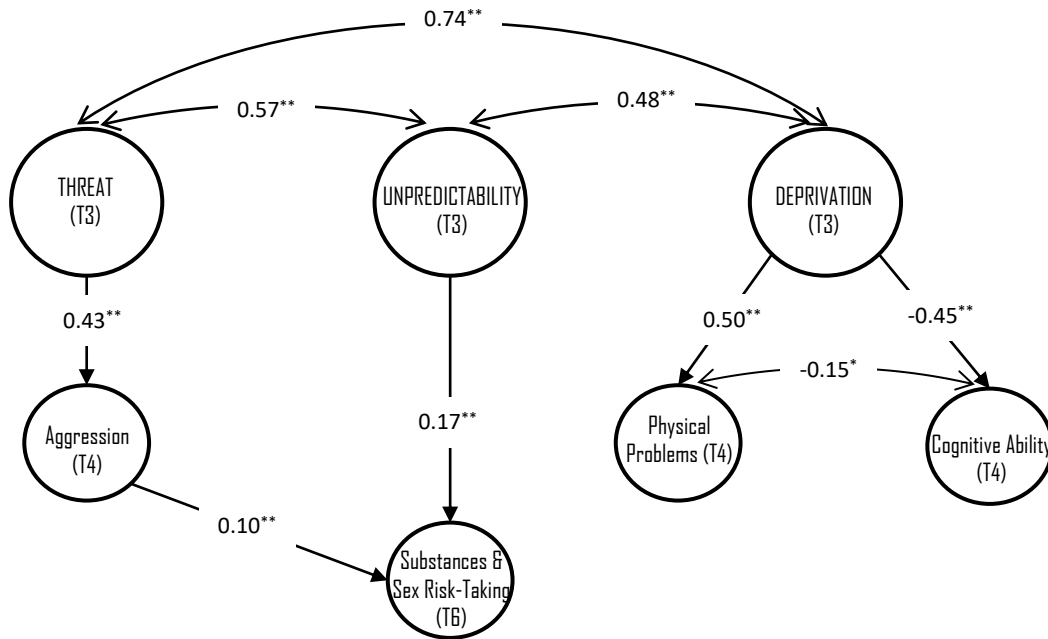 0.74**
0.57**
0.48**
THREAT
(T3)
UNPREDICTABILITY
(T3)
DEPRIVATION
(T3)
0.43**
0.50**
-0.45**
-0.15*
Aggression
(T4)
0.17**
Physical
Problems (T4)
Cognitive Ability
(T4)
0.10**
Substances &
Sex Risk-Taking
(T6)